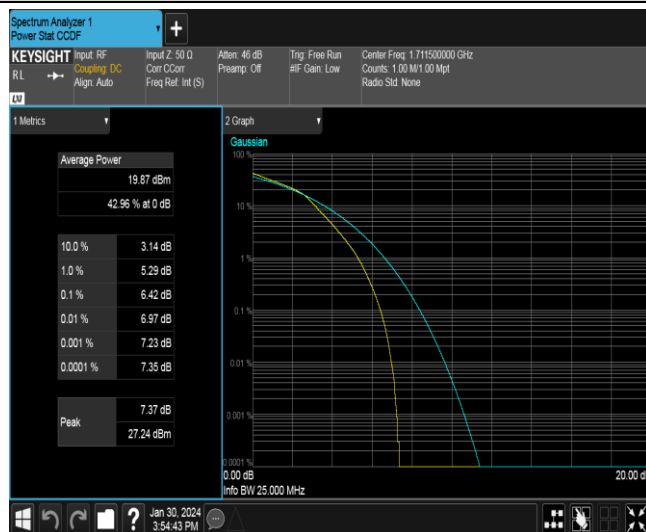 Spectrum Analyzer 1
Power Stat CCDF
+
KEYSIGHT
RL
LXI
Input: RF
Coupling: DC
Align: Auto
Input Z: 50 Ω
Corr CCorr
Freq Ref: Int (S)
Atten: 46 dB
Preamp: Off
Trig: Free Run
#IF Gain: Low
Center Freq: 1.711500000 GHz
Counts: 1.00 M/1.00 Mpt
Radio Std: None
1 Metrics
Average Power
19.87 dBm
42.96 % at 0 dB
10.0 % 3.14 dB
1.0 % 5.29 dB
0.1 % 6.42 dB
0.01 % 6.97 dB
0.001 % 7.23 dB
0.0001 % 7.35 dB
Peak
7.37 dB
27.24 dBm
2 Graph
Gaussian
100 %
10 %
1 %
0.1 %
0.01 %
0.001 %
0.0001 %
0.00 dB
20.00 d
Info BW 25.000 MHz
?
Jan 30, 2024
3:54:43 PM